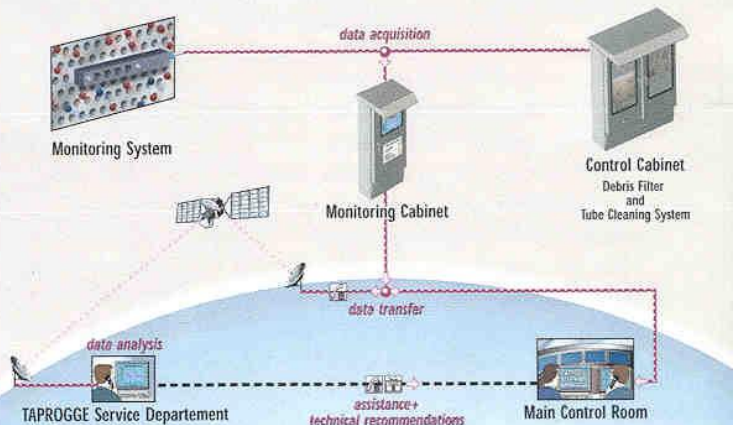 data acquisition
Monitoring System
Monitoring Cabinet
Control Cabinet
Debris Filter
and
Tube Cleaning System
data transfer
data analysis
TAPROGGE Service Departement
assistance+
technical recommendations
Main Control Room